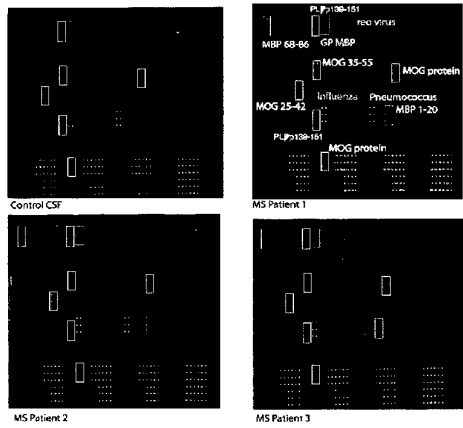 PLPp139-151
reo virus
MBP 68-86
GP MBP
MOG 35-55
MOG protein
MOG 25-42
Influenza
Pneumococcus
MBP 1-20
PLPp139-151
MOG protein
Control CSF
MS Patient 1
MS Patient 2
MS Patient 3